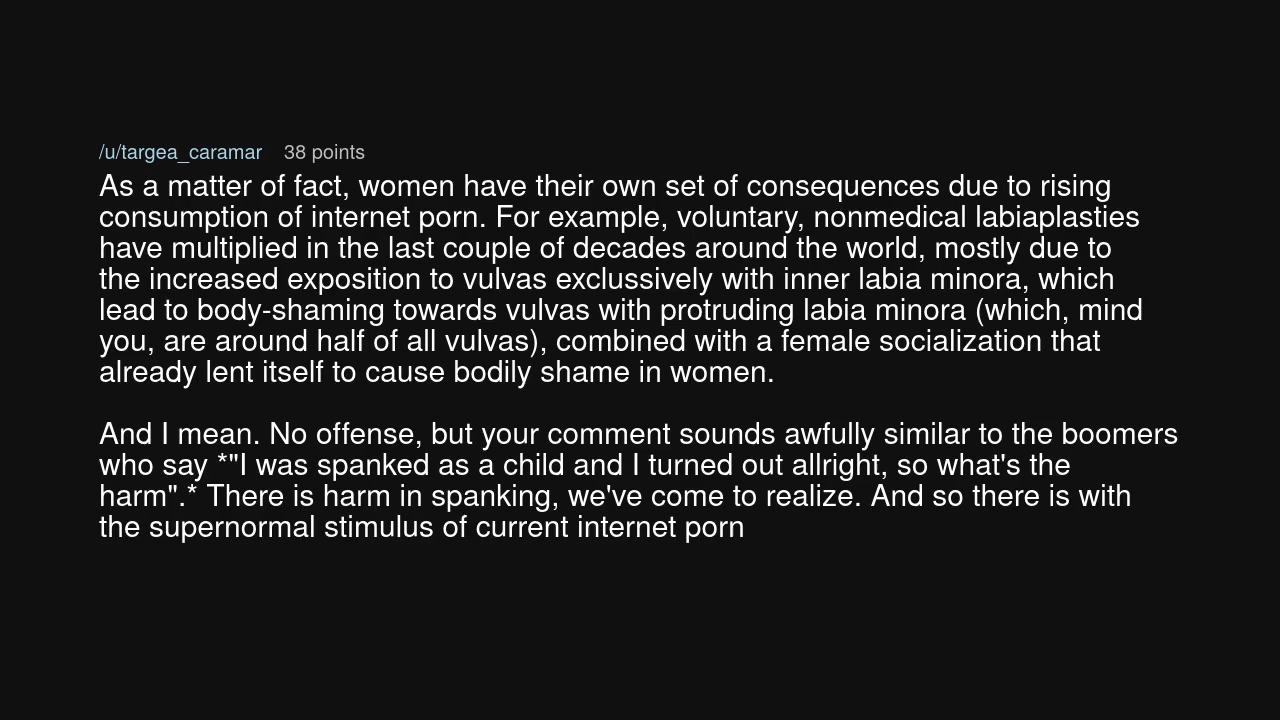 /u/targea_caramar 38 points
As a matter of fact, women have their own set of consequences due to rising
consumption of internet porn. For example, voluntary, nonmedical labiaplasties
have multiplied in the last couple of decades around the world, mostly due to
the increased exposition to vulvas exclussively with inner labia minora, which
lead to body-shaming towards vulvas with protruding labia minora (which, mind
you, are around half of all vulvas), combined with a female socialization that
already lent itself to cause bodily shame in women.
And I mean. No offense, but your comment sounds awfully similar to the boomers
who say *"I was spanked as a child and I turned out allright, so what's the
harm".* There is harm in spanking, we've come to realize. And so there is with
the supernormal stimulus of current internet porn